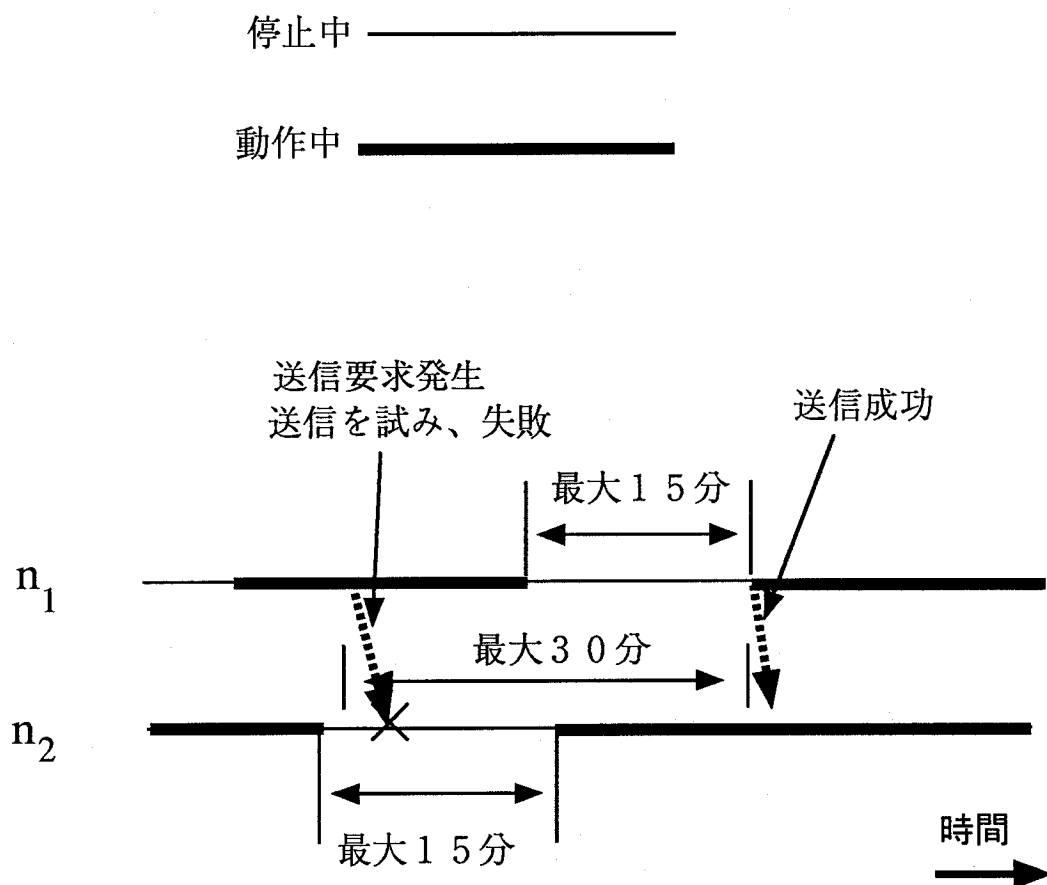 停止中
動作中
送信要求発生
送信を試み、失敗
送信成功
最大１５分
n1
最大３０分
n2
最大１５分
時間